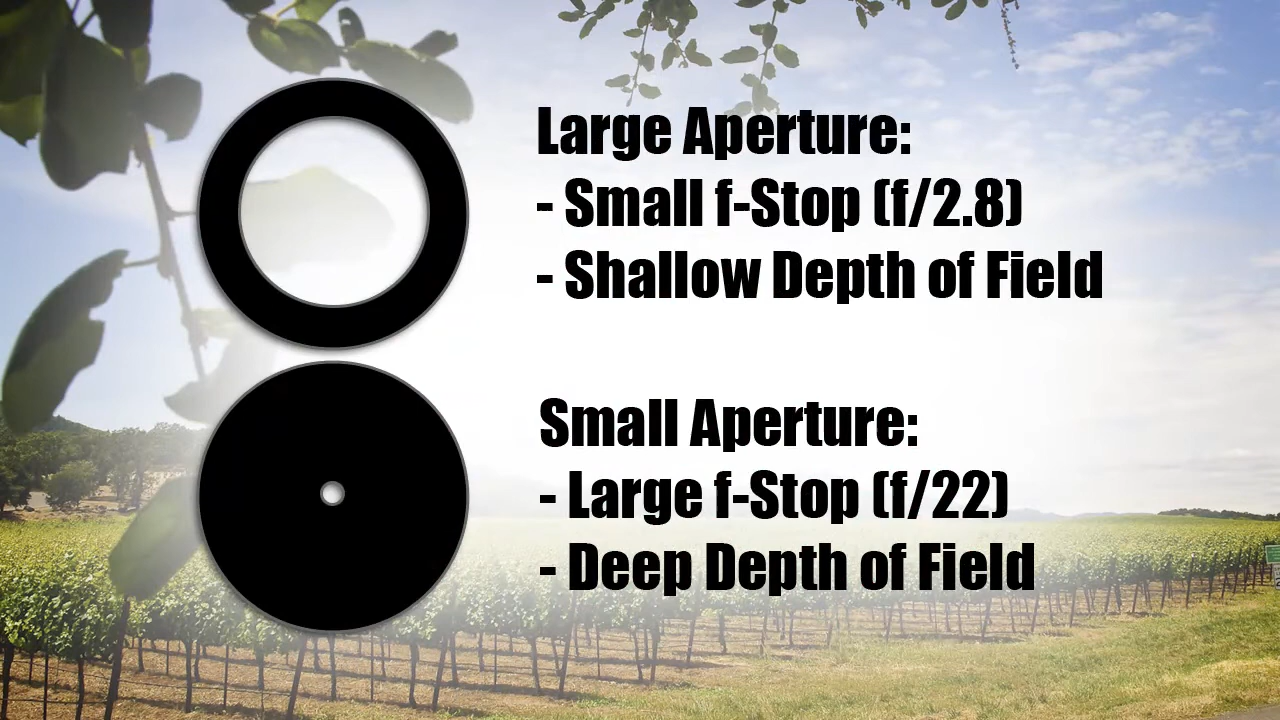 Large Aperture:
- Small f-Stop (f/2.8)
- Shallow Depth of Field
Small Aperture:
- Large f-Stop (f/22)
- Deep Depth of Field